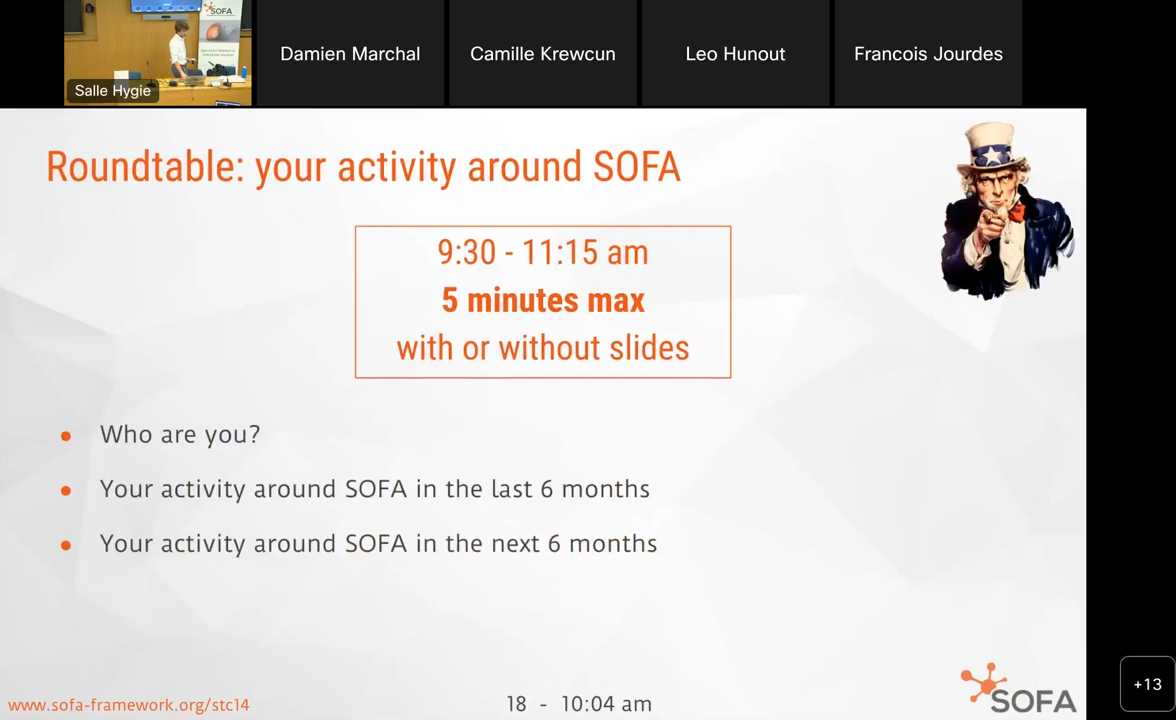 SOFA
Salle Hygie
Damien Marchal
Camille Krewcun
Leo Hunout
Francois Jourdes
Roundtable: your activity around SOFA
9:30 - 11:15 am
5 minutes max
with or without slides
• Who are you?
• Your activity around SOFA in the last 6 months
• Your activity around SOFA in the next 6 months
www.sofa-framework.org/stc14
18 - 10:04 am
SOFA
+13